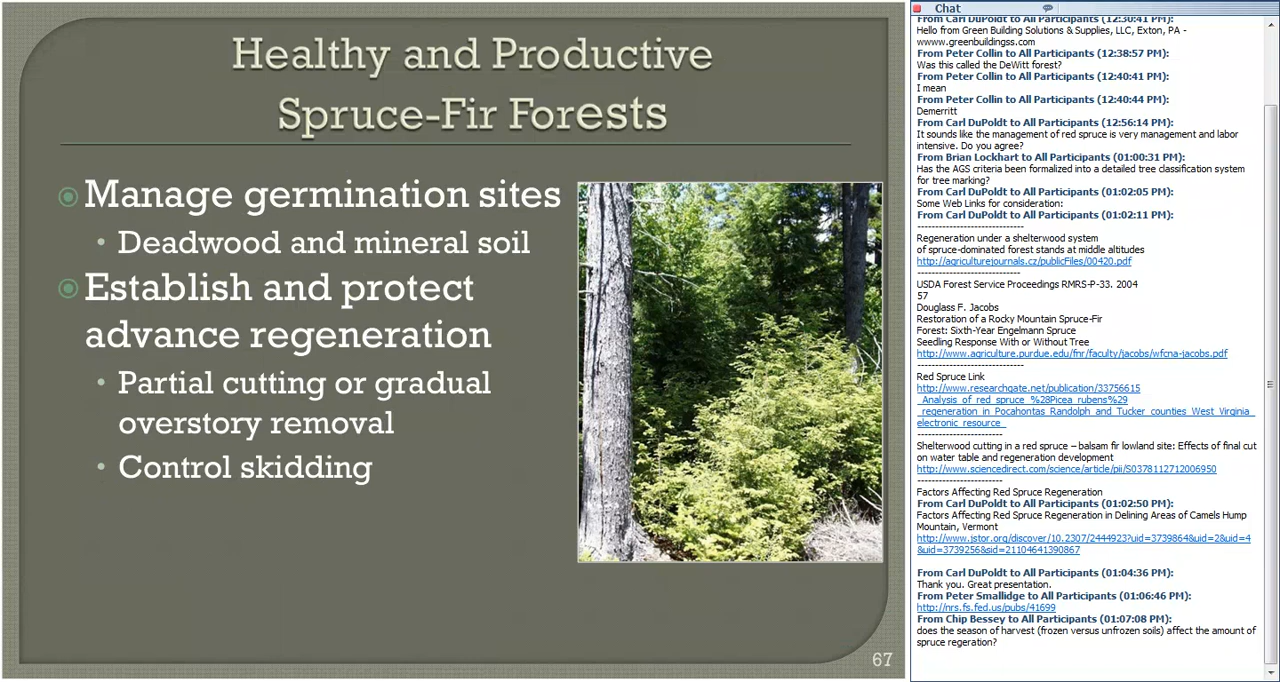 Healthy and Productive
Spruce-Fir Forests
Manage germination sites
• Deadwood and mineral soil
Establish and protect
advance regeneration
• Partial cutting or gradual
overstory removal
• Control skidding
67
Chat
From Carl DuPoldt to All Participants (12:30:41 PM):
Hello from Green Building Solutions & Supplies, LLC, Exton, PA -
wwww.greenbuildingss.com
From Peter Collin to All Participants (12:38:57 PM):
Was this called the DeWitt forest?
From Peter Collin to All Participants (12:40:41 PM):
I mean
From Peter Collin to All Participants (12:40:44 PM):
Demerritt
From Carl DuPoldt to All Participants (12:56:14 PM):
It sounds like the management of red spruce is very management and labor
intensive. Do you agree?
From Brian Lockhart to All Participants (01:00:31 PM):
Has the AGS criteria been formalized into a detailed tree classification system
for tree marking?
From Carl DuPoldt to All Participants (01:02:05 PM):
Some Web Links for consideration:
From Carl DuPoldt to All Participants (01:02:11 PM):
-----------------------------
Regeneration under a shelterwood system
of spruce-dominated forest stands at middle altitudes
http://agriculturejournals.cz/publicFiles/00420.pdf
----------------------------
USDA Forest Service Proceedings RMRS-P-33. 2004
57
Douglass F. Jacobs
Restoration of a Rocky Mountain Spruce-Fir
Forest: Sixth-Year Engelmann Spruce
Seedling Response With or Without Tree
http://www.agriculture.purdue.edu/fnr/faculty/jacobs/wfcna-jacobs.pdf
-----------------------------
Red Spruce Link
http://www.researchgate.net/publication/33756615
_Analysis_of_red_spruce_%28Picea_rubens%29
_regeneration_in_Pocahontas_Randolph_and_Tucker_counties_West_Virginia_
electronic_resource_
-----------------------
Shelterwood cutting in a red spruce – balsam fir lowland site: Effects of final cut
on water table and regeneration development
http://www.sciencedirect.com/science/article/pii/S0378112712006950
-----------------------
Factors Affecting Red Spruce Regeneration
From Carl DuPoldt to All Participants (01:02:50 PM):
Factors Affecting Red Spruce Regeneration in Delining Areas of Camels Hump
Mountain, Vermont
http://www.jstor.org/discover/10.2307/2444923?uid=3739864&uid=2&uid=4
&uid=3739256&sid=21104641390867
From Carl DuPoldt to All Participants (01:04:36 PM):
Thank you. Great presentation.
From Peter Smallidge to All Participants (01:06:46 PM):
http://nrs.fs.fed.us/pubs/41699
From Chip Bessey to All Participants (01:07:08 PM):
does the season of harvest (frozen versus unfrozen soils) affect the amount of
spruce regeration?